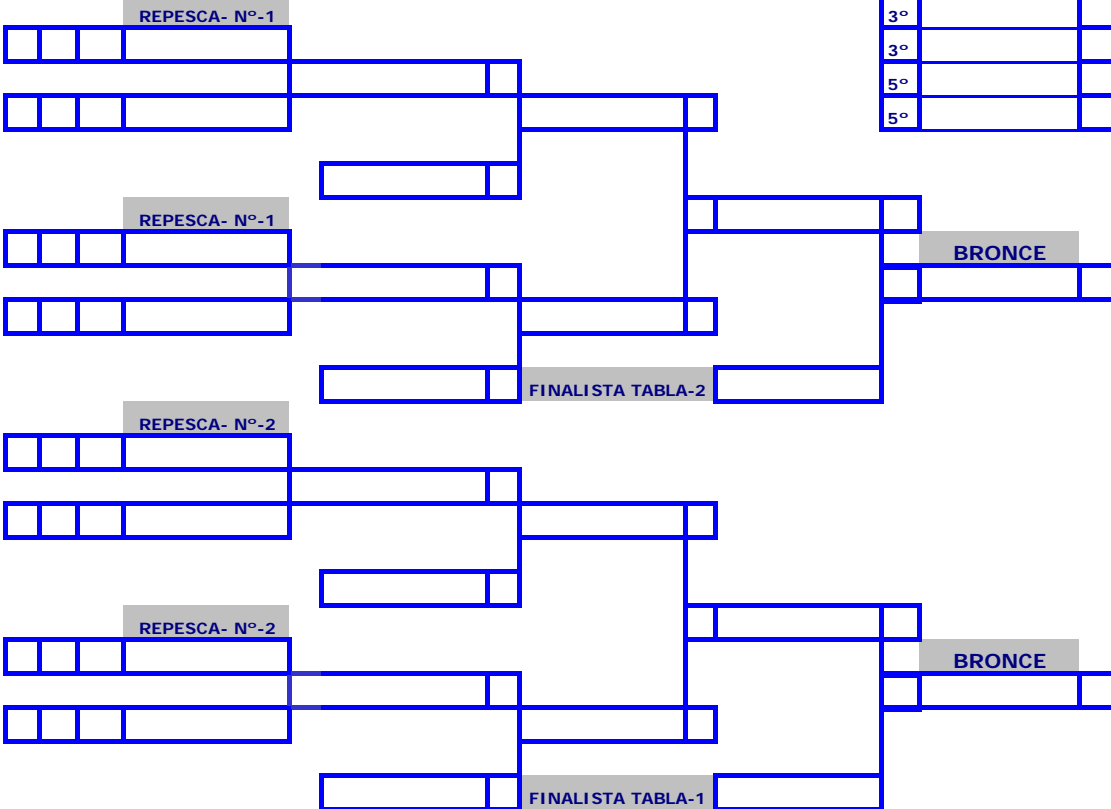 REPESCA- Nº-1
3º
3º
5º
5º
REPESCA- Nº-1
BRONCE
FINALISTA TABLA-2
REPESCA- Nº-2
REPESCA- Nº-2
BRONCE
FINALISTA TABLA-1